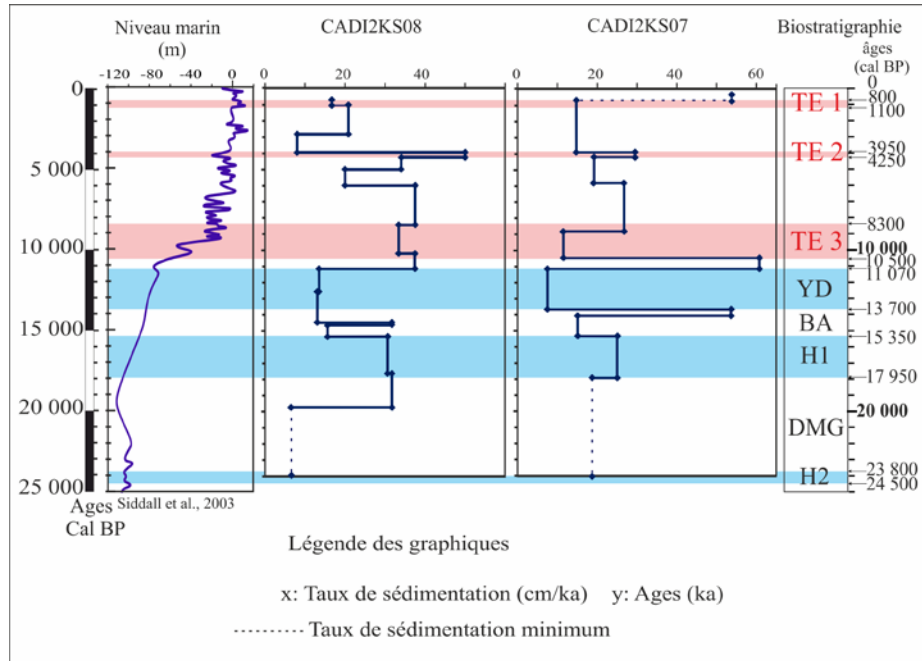 Niveau marin
(m)
CADI2KS08
CADI2KS07
Biostratigraphie
âges
(cal BP)
-120 -80 -40 0
0 20 40
0 20 40 60
0
5 000
10 000
15 000
20 000
25 000
Ages
Cal BP
Siddall et al., 2003
TE 1
TE 2
TE 3
YD
BA
H1
DMG
H2
0
800
1100
3950
4250
8300
10 000
10 500
11 070
13 700
15 350
17 950
20 000
23 800
24 500
Légende des graphiques
x: Taux de sédimentation (cm/ka) y: Ages (ka)
Taux de sédimentation minimum